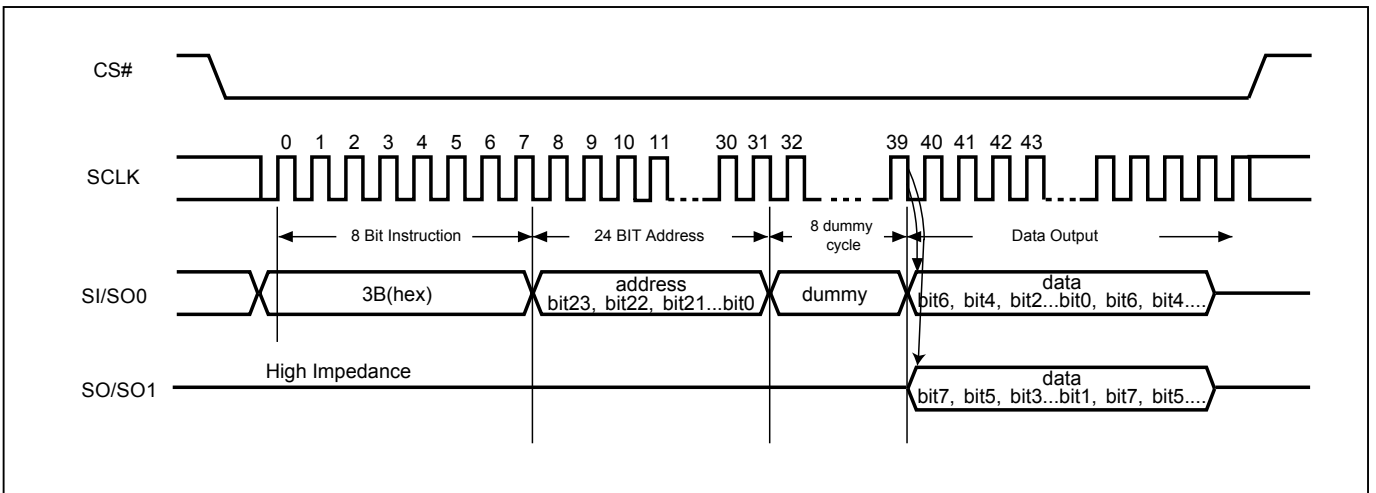 CS#
0 1 2 3 4 5 6 7 8 9 10 11 30 31 32 39 40 41 42 43
SCLK
8 Bit Instruction
24 BIT Address
8 dummy
cycle
Data Output
SI/SO0
3B(hex)
address
bit23, bit22, bit21...bit0
dummy
data
bit6, bit4, bit2...bit0, bit6, bit4....
High Impedance
SO/SO1
data
bit7, bit5, bit3...bit1, bit7, bit5....